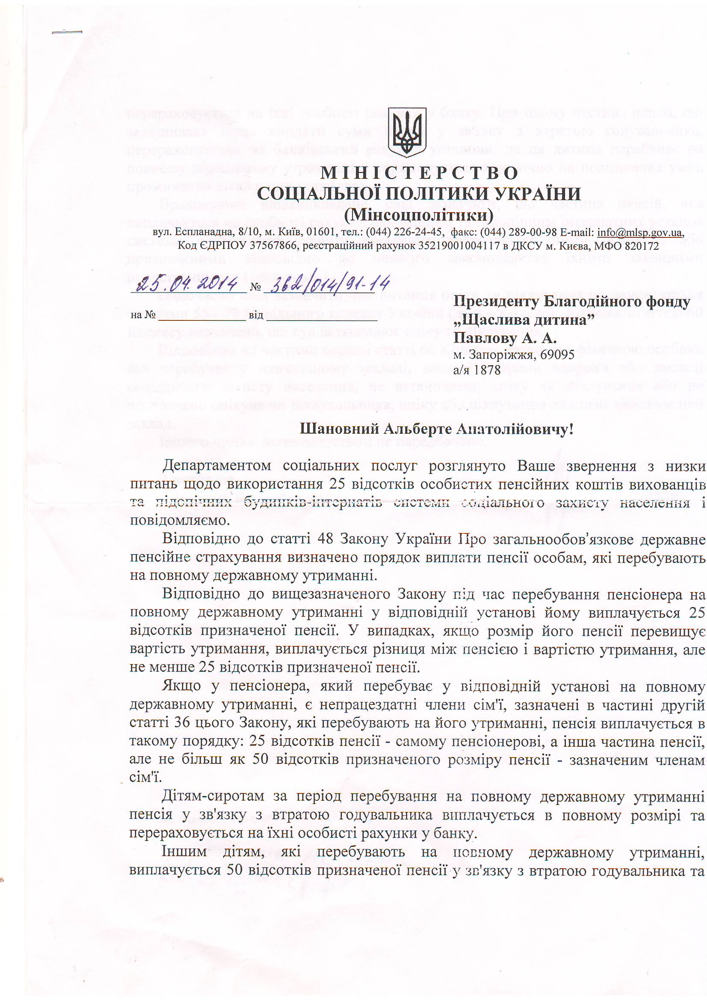 М І Н І С Т Е Р С Т В О
СОЦІАЛЬНОЇ ПОЛІТИКИ УКРАЇНИ
(Мінсоцполітики)
вул. Еспланадна, 8/10, м. Київ, 01601, тел.: (044) 226-24-45, факс: (044) 289-00-98 E-mail: info@mlsp.gov.ua,
Код ЄДРПОУ 37567866, реєстраційний рахунок 35219001004117 в ДКСУ м. Києва, МФО 820172
25.04.2014 № 362/014/91-14
на № ______________ від __________________
Президенту Благодійного фонду
„Щаслива дитина”
Павлову А. А.
м. Запоріжжя, 69095
а/я 1878
Шановний Альберте Анатолійовичу!
Департаментом соціальних послуг розглянуто Ваше звернення з низки
питань щодо використання 25 відсотків особистих пенсійних коштів вихованців
та підопічних будинків-інтернатів системи соціального захисту населення і
повідомляємо.
Відповідно до статті 48 Закону України Про загальнообов’язкове державне
пенсійне страхування визначено порядок виплати пенсії особам, які перебувають
на повному державному утриманні.
Відповідно до вищезазначеного Закону під час перебування пенсіонера на
повному державному утриманні у відповідній установі йому виплачується 25
відсотків призначеної пенсії. У випадках, якщо розмір його пенсії перевищує
вартість утримання, виплачується різниця між пенсією і вартістю утримання, але
не менше 25 відсотків призначеної пенсії.
Якщо у пенсіонера, який перебуває у відповідній установі на повному
державному утриманні, є непрацездатні члени сім'ї, зазначені в частині другій
статті 36 цього Закону, які перебувають на його утриманні, пенсія виплачується в
такому порядку: 25 відсотків пенсії - самому пенсіонерові, а інша частина пенсії,
але не більш як 50 відсотків призначеного розміру пенсії - зазначеним членам
сім'ї.
Дітям-сиротам за період перебування на повному державному утриманні
пенсія у зв'язку з втратою годувальника виплачується в повному розмірі та
перераховується на їхні особисті рахунки у банку.
Іншим дітям, які перебувають на повному державному утриманні,
виплачується 50 відсотків призначеної пенсії у зв'язку з втратою годувальника та